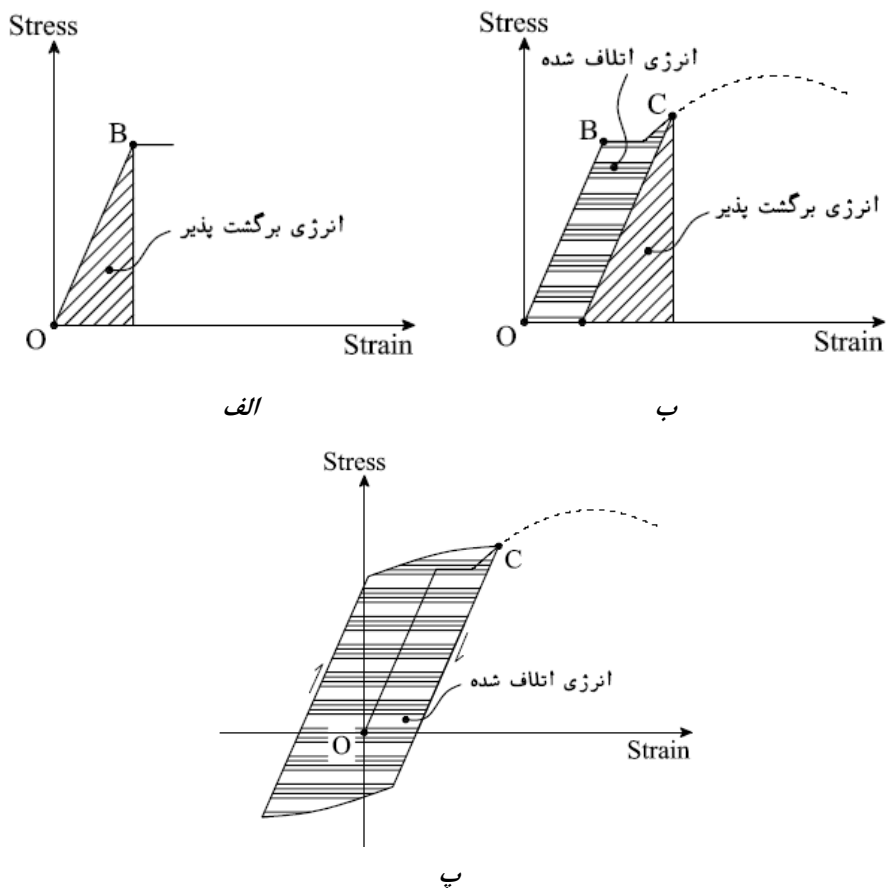 Stress
B
انرژی برگشت پذیر
O
Strain
الف
Stress
انرژی اتلاف شده
C
B
انرژی برگشت پذیر
O
Strain
ب
Stress
C
انرژی اتلاف شده
O
Strain
پ